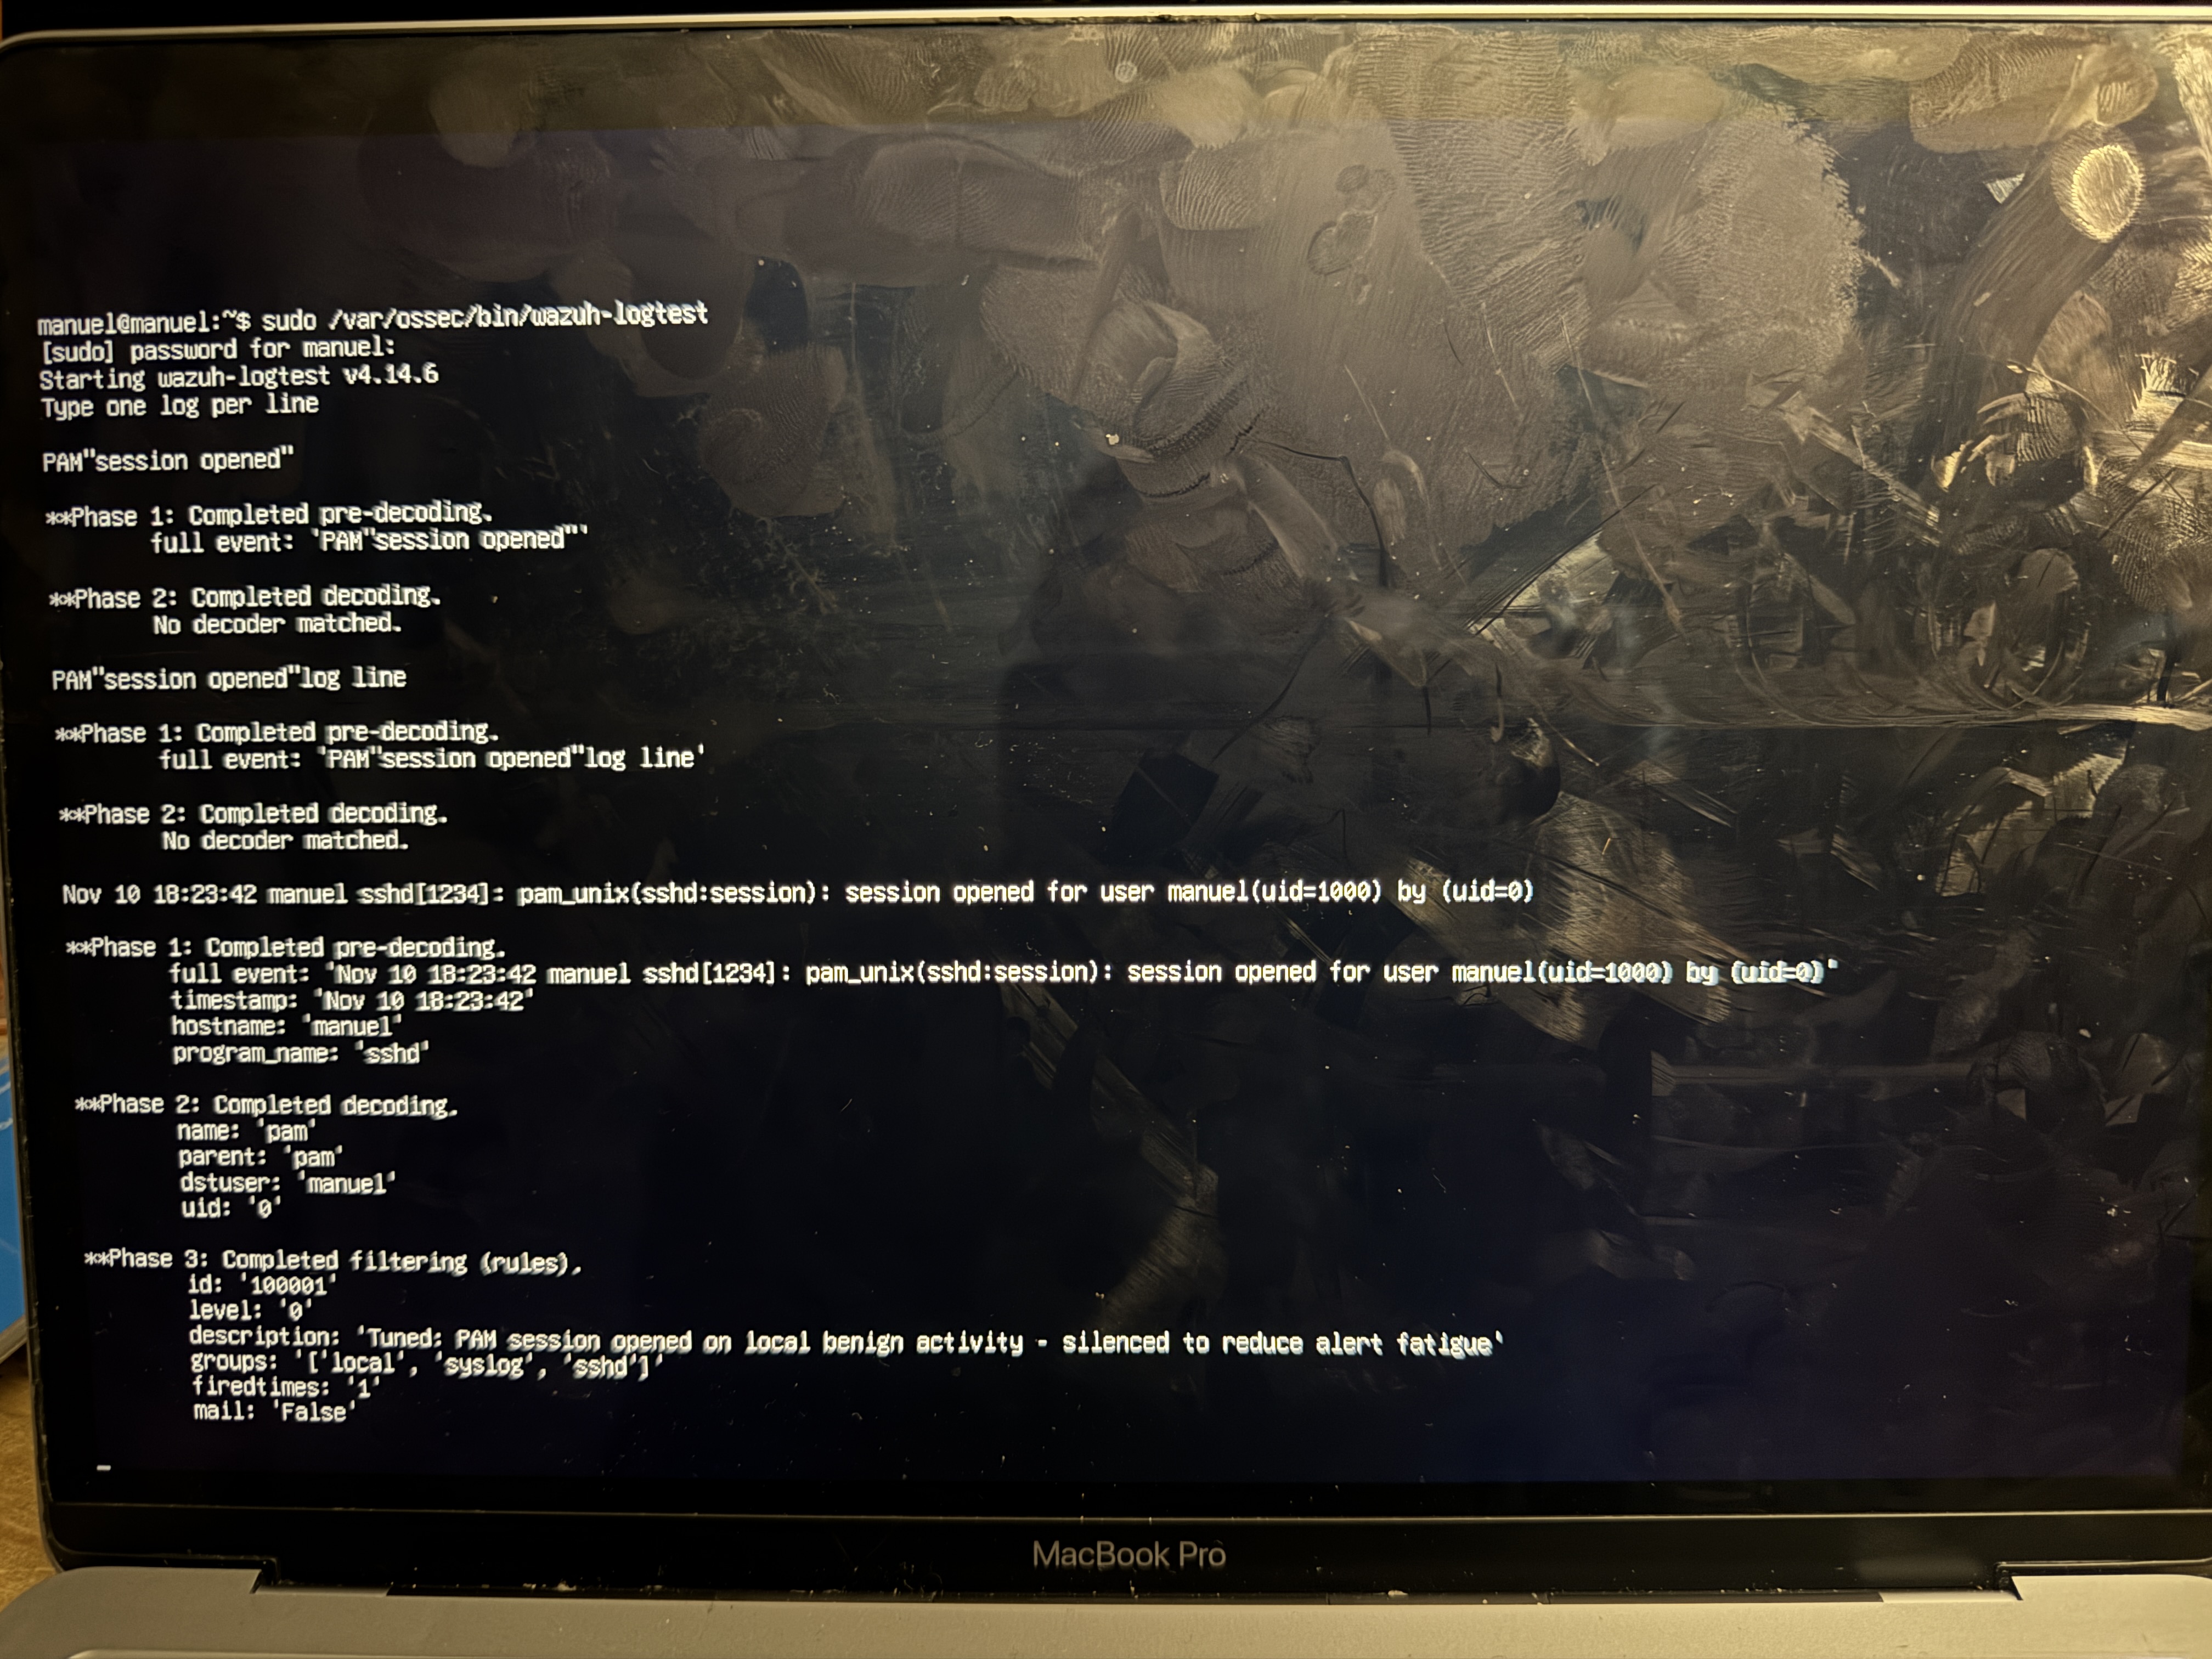 manuel@manuel:~$ sudo /var/ossec/bin/wazuh-logtest
[sudo] password for manuel:
Starting wazuh-logtest v4.14.6
Type one log per line
PAM"session opened"
**Phase 1: Completed pre-decoding.
full event: 'PAM"session opened"'
**Phase 2: Completed decoding.
No decoder matched.
PAM"session opened"log line
**Phase 1: Completed pre-decoding.
full event: 'PAM"session opened"log line'
**Phase 2: Completed decoding.
No decoder matched.
Nov 10 18:23:42 manuel sshd[1234]: pam_unix(sshd:session): session opened for user manuel(uid=1000) by (uid=0)
**Phase 1: Completed pre-decoding.
full event: 'Nov 10 18:23:42 manuel sshd[1234]: pam_unix(sshd:session): session opened for user manuel(uid=1000) by (uid=0)'
timestamp: 'Nov 10 18:23:42'
hostname: 'manuel'
program_name: 'sshd'
**Phase 2: Completed decoding.
name: 'pam'
parent: 'pam'
dstuser: 'manuel'
uid: '0'
**Phase 3: Completed filtering (rules).
id: '100001'
level: '0'
description: 'Tuned: PAM session opened on local benign activity - silenced to reduce alert fatigue'
groups: '['local', 'syslog', 'sshd']'
firedtimes: '1'
mail: 'False'
MacBook Pro